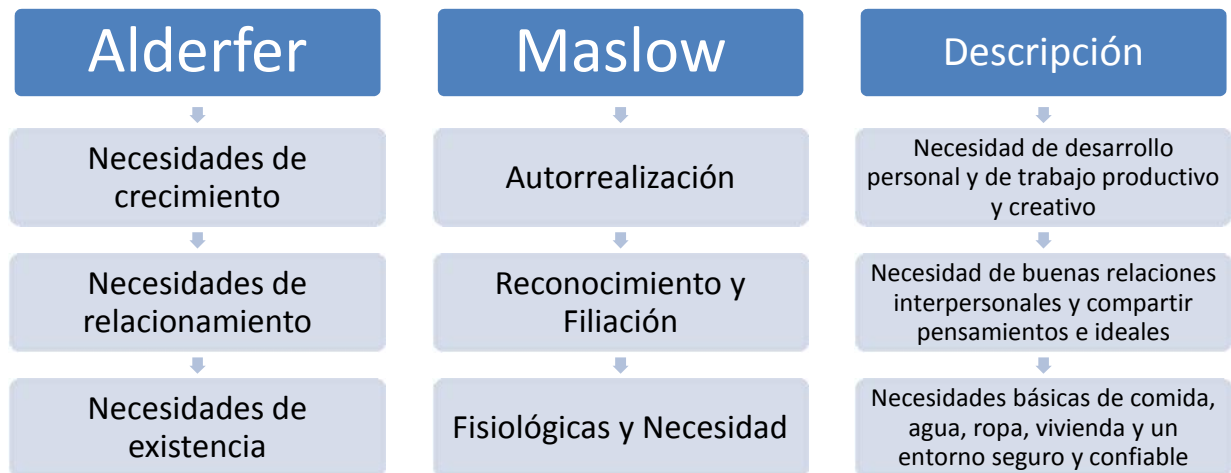 Alderfer
Necesidades de
crecimiento
Necesidades de
relacionamiento
Necesidades de
existencia
Maslow
Autorrealización
Reconocimiento y
Filiación
Fisiológicas y Necesidad
Descripción
Necesidad de desarrollo
personal y de trabajo productivo
y creativo
Necesidad de buenas relaciones
interpersonales y compartir
pensamientos e ideales
Necesidades básicas de comida,
agua, ropa, vivienda y un
entorno seguro y confiable